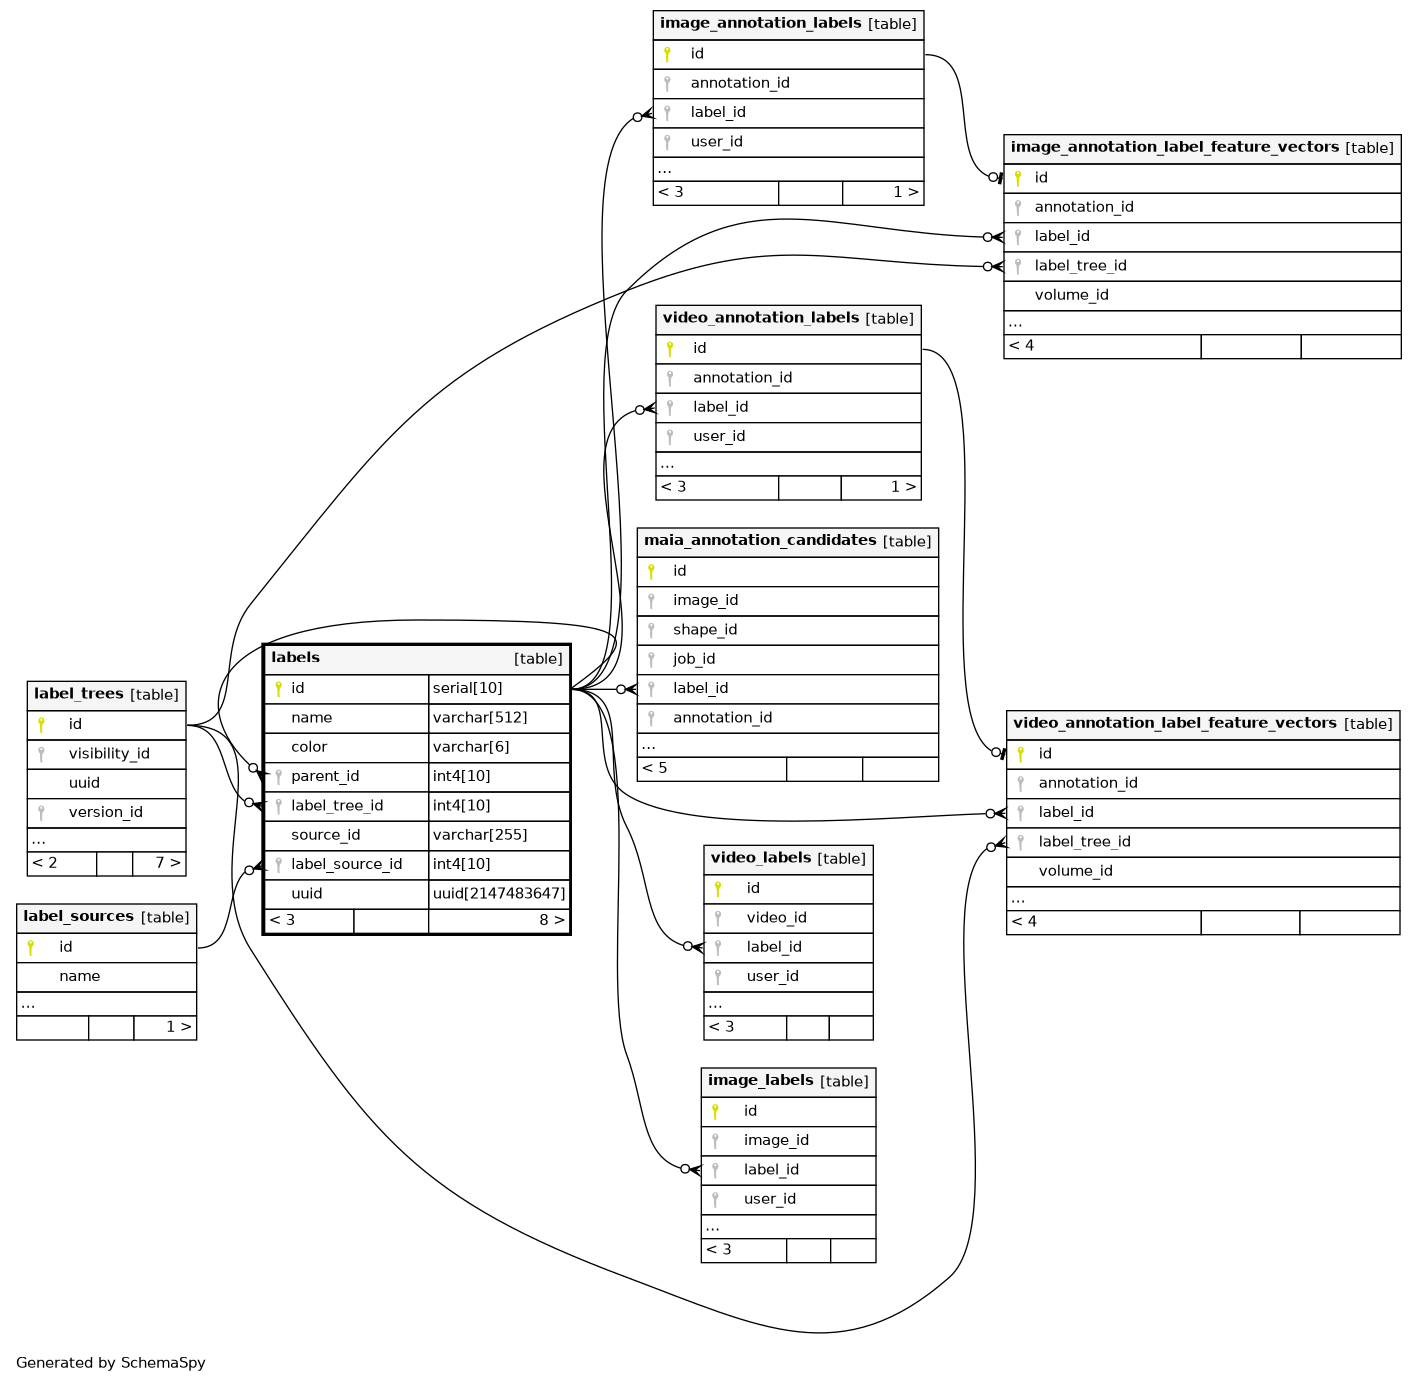 image_annotation_labels [table]
id
annotation_id
label_id
user_id
...
< 3 1 >
image_annotation_label_feature_vectors [table]
id
annotation_id
label_id
label_tree_id
volume_id
...
< 4
video_annotation_labels [table]
id
annotation_id
label_id
user_id
...
< 3 1 >
maia_annotation_candidates [table]
id
image_id
shape_id
job_id
label_id
annotation_id
...
< 5
labels [table]
id serial[10]
name varchar[512]
color varchar[6]
parent_id int4[10]
label_tree_id int4[10]
source_id varchar[255]
label_source_id int4[10]
uuid uuid[2147483647]
< 3 8 >
label_trees [table]
id
visibility_id
uuid
version_id
...
< 2 7 >
label_sources [table]
id
name
...
1 >
video_annotation_label_feature_vectors [table]
id
annotation_id
label_id
label_tree_id
volume_id
...
< 4
video_labels [table]
id
video_id
label_id
user_id
...
< 3
image_labels [table]
id
image_id
label_id
user_id
...
< 3
Generated by SchemaSpy